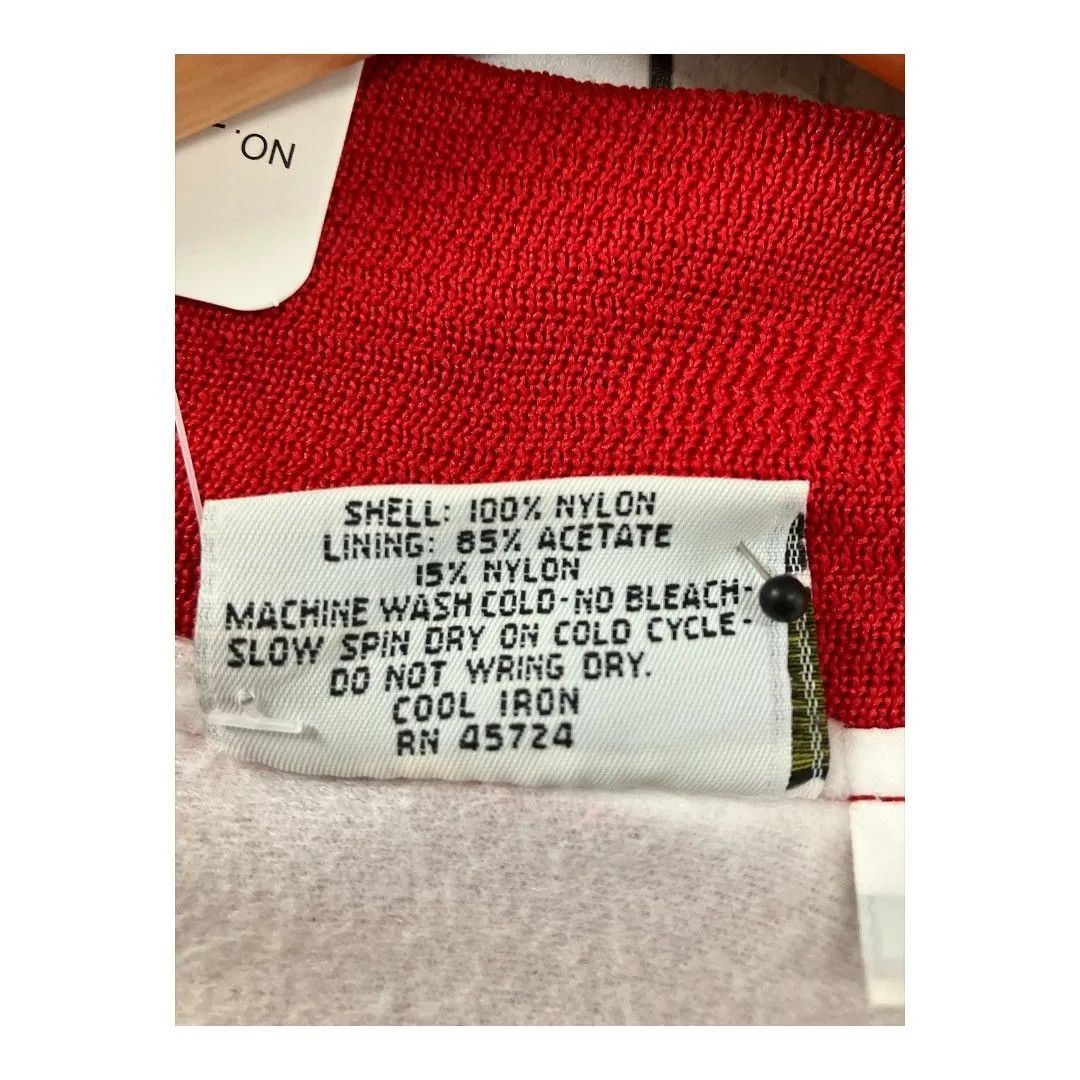 NO.
SHELL: 100% NYLON
LINING: 85% ACETATE
15% NYLON
MACHINE WASH COLD-NO BLEACH-
SLOW SPIN DRY ON COLD CYCLE-
DO NOT WRING DRY.
COOL IRON
RN 45724